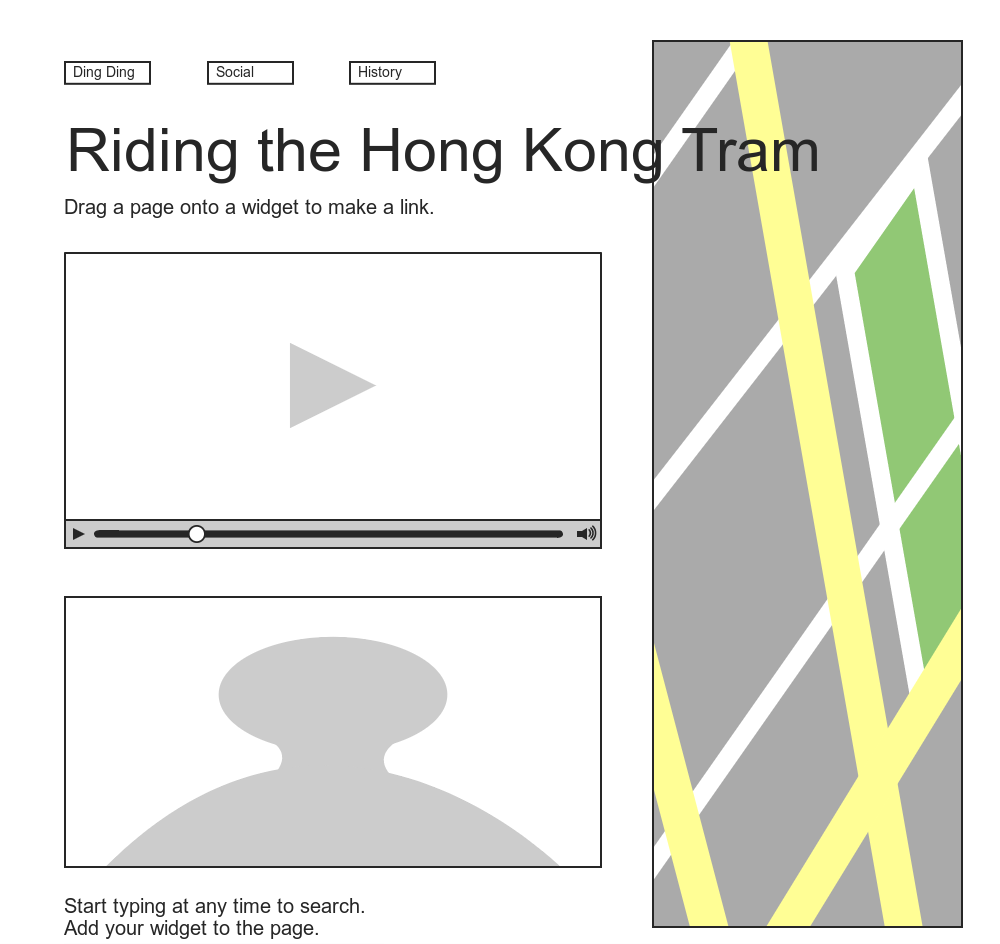 Ding Ding
Social
History
Riding the Hong Kong Tram
Drag a page onto a widget to make a link.
Start typing at any time to search.
Add your widget to the page.